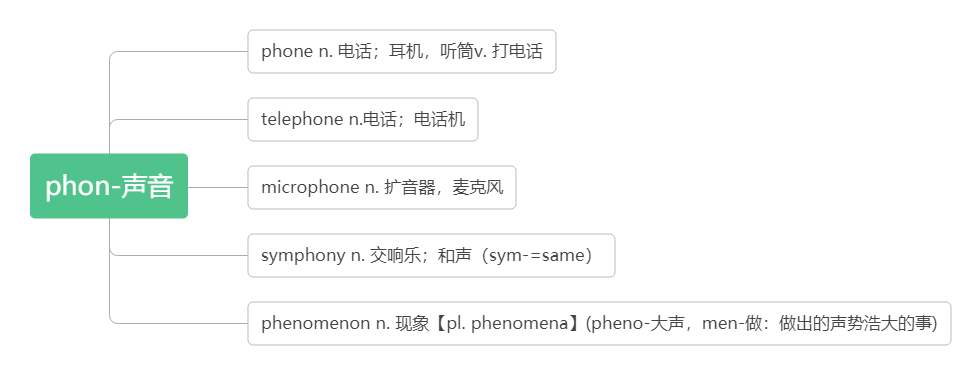 phone n. 电话；耳机，听筒v. 打电话
telephone n.电话；电话机
phon-声音
microphone n. 扩音器，麦克风
symphony n. 交响乐；和声（sym-=same）
phenomenon n. 现象【pl. phenomena】(pheno-大声，men-做：做出的声势浩大的事)